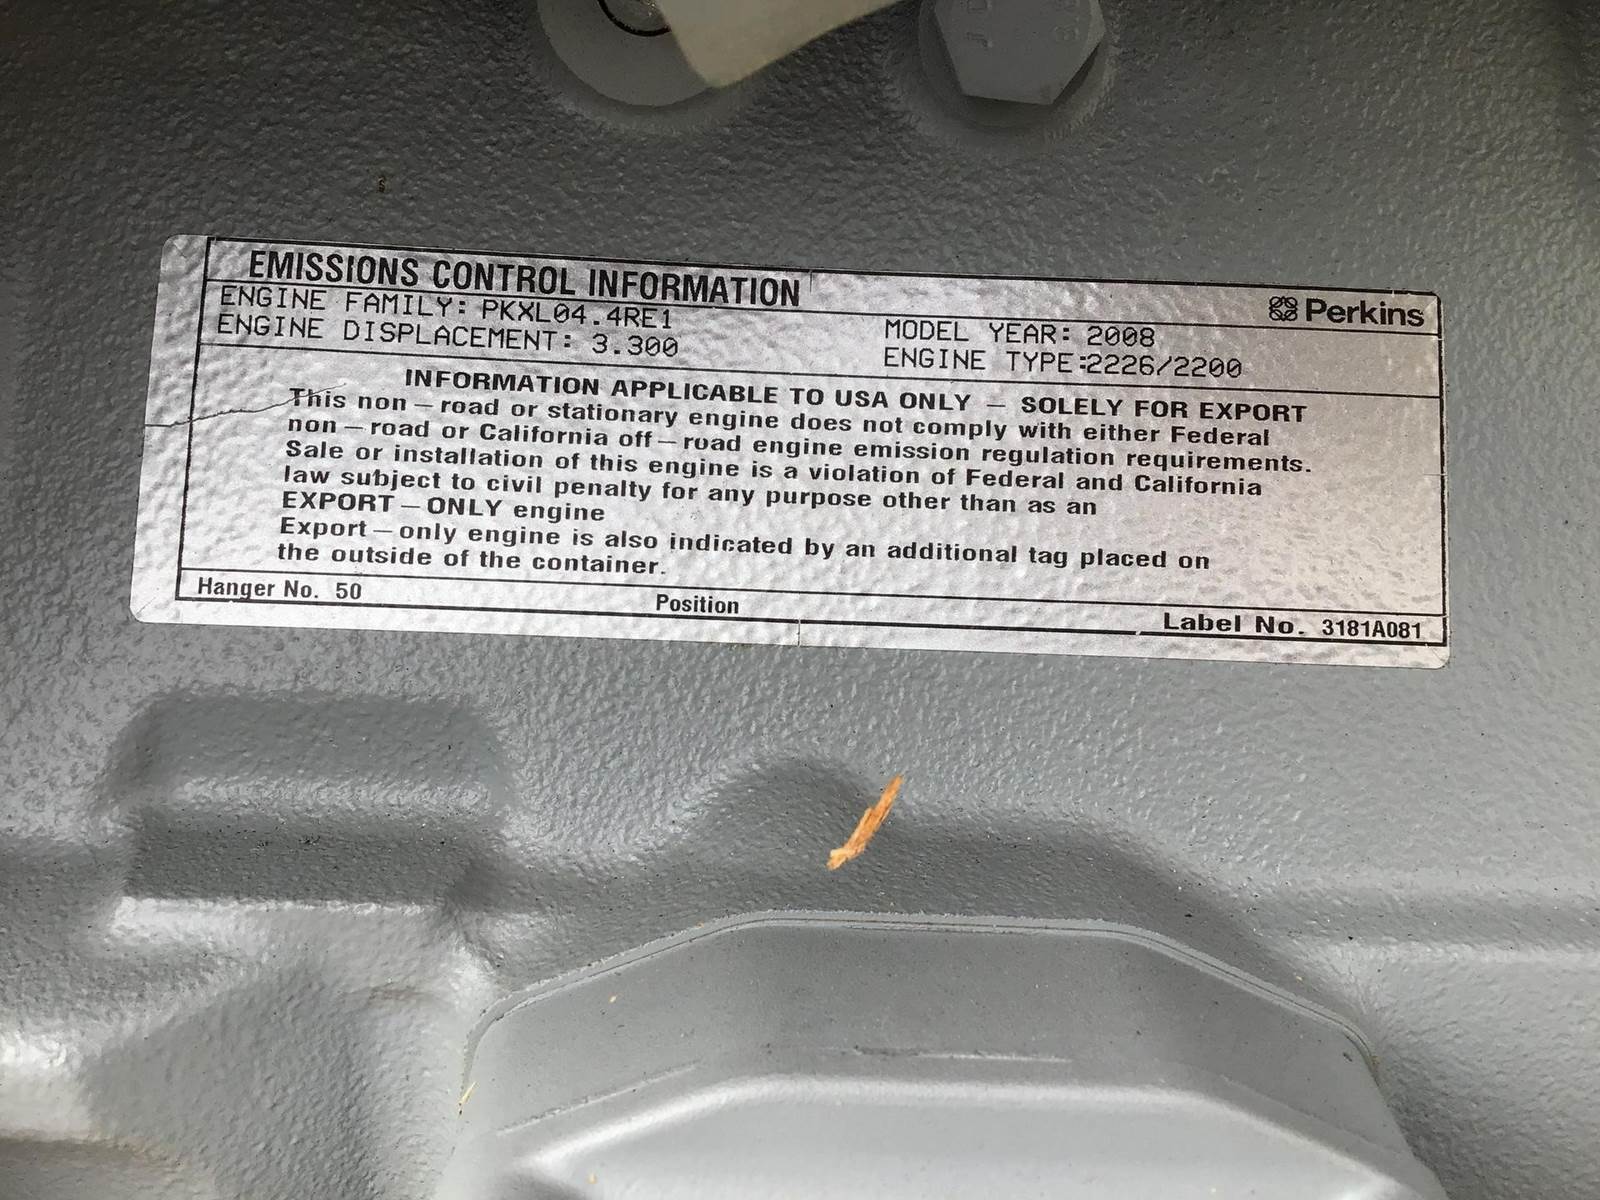 EMISSIONS CONTROL INFORMATION
Perkins
ENGINE FAMILY: PKXL04.4RE1
MODEL YEAR: 2008
ENGINE DISPLACEMENT: 3.300
ENGINE TYPE:2226/2200
INFORMATION APPLICABLE TO USA ONLY — SOLELY FOR EXPORT
This non — road or stationary engine does not comply with either Federal
non — road or California off — road engine emission regulation requirements.
Sale or installation of this engine is a violation of Federal and California
law subject to civil penalty for any purpose other than as an
EXPORT — ONLY engine
Export — only engine is also indicated by an additional tag placed on
the outside of the container.
Hanger No. 50
Position
Label No. 3181A081